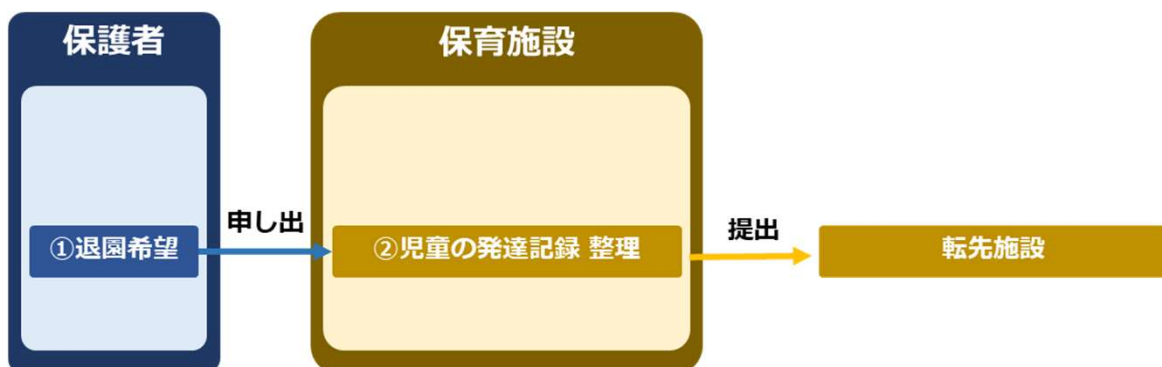 保護者
保育施設
申し出
提出
①退園希望
②児童の発達記録 整理
転先施設